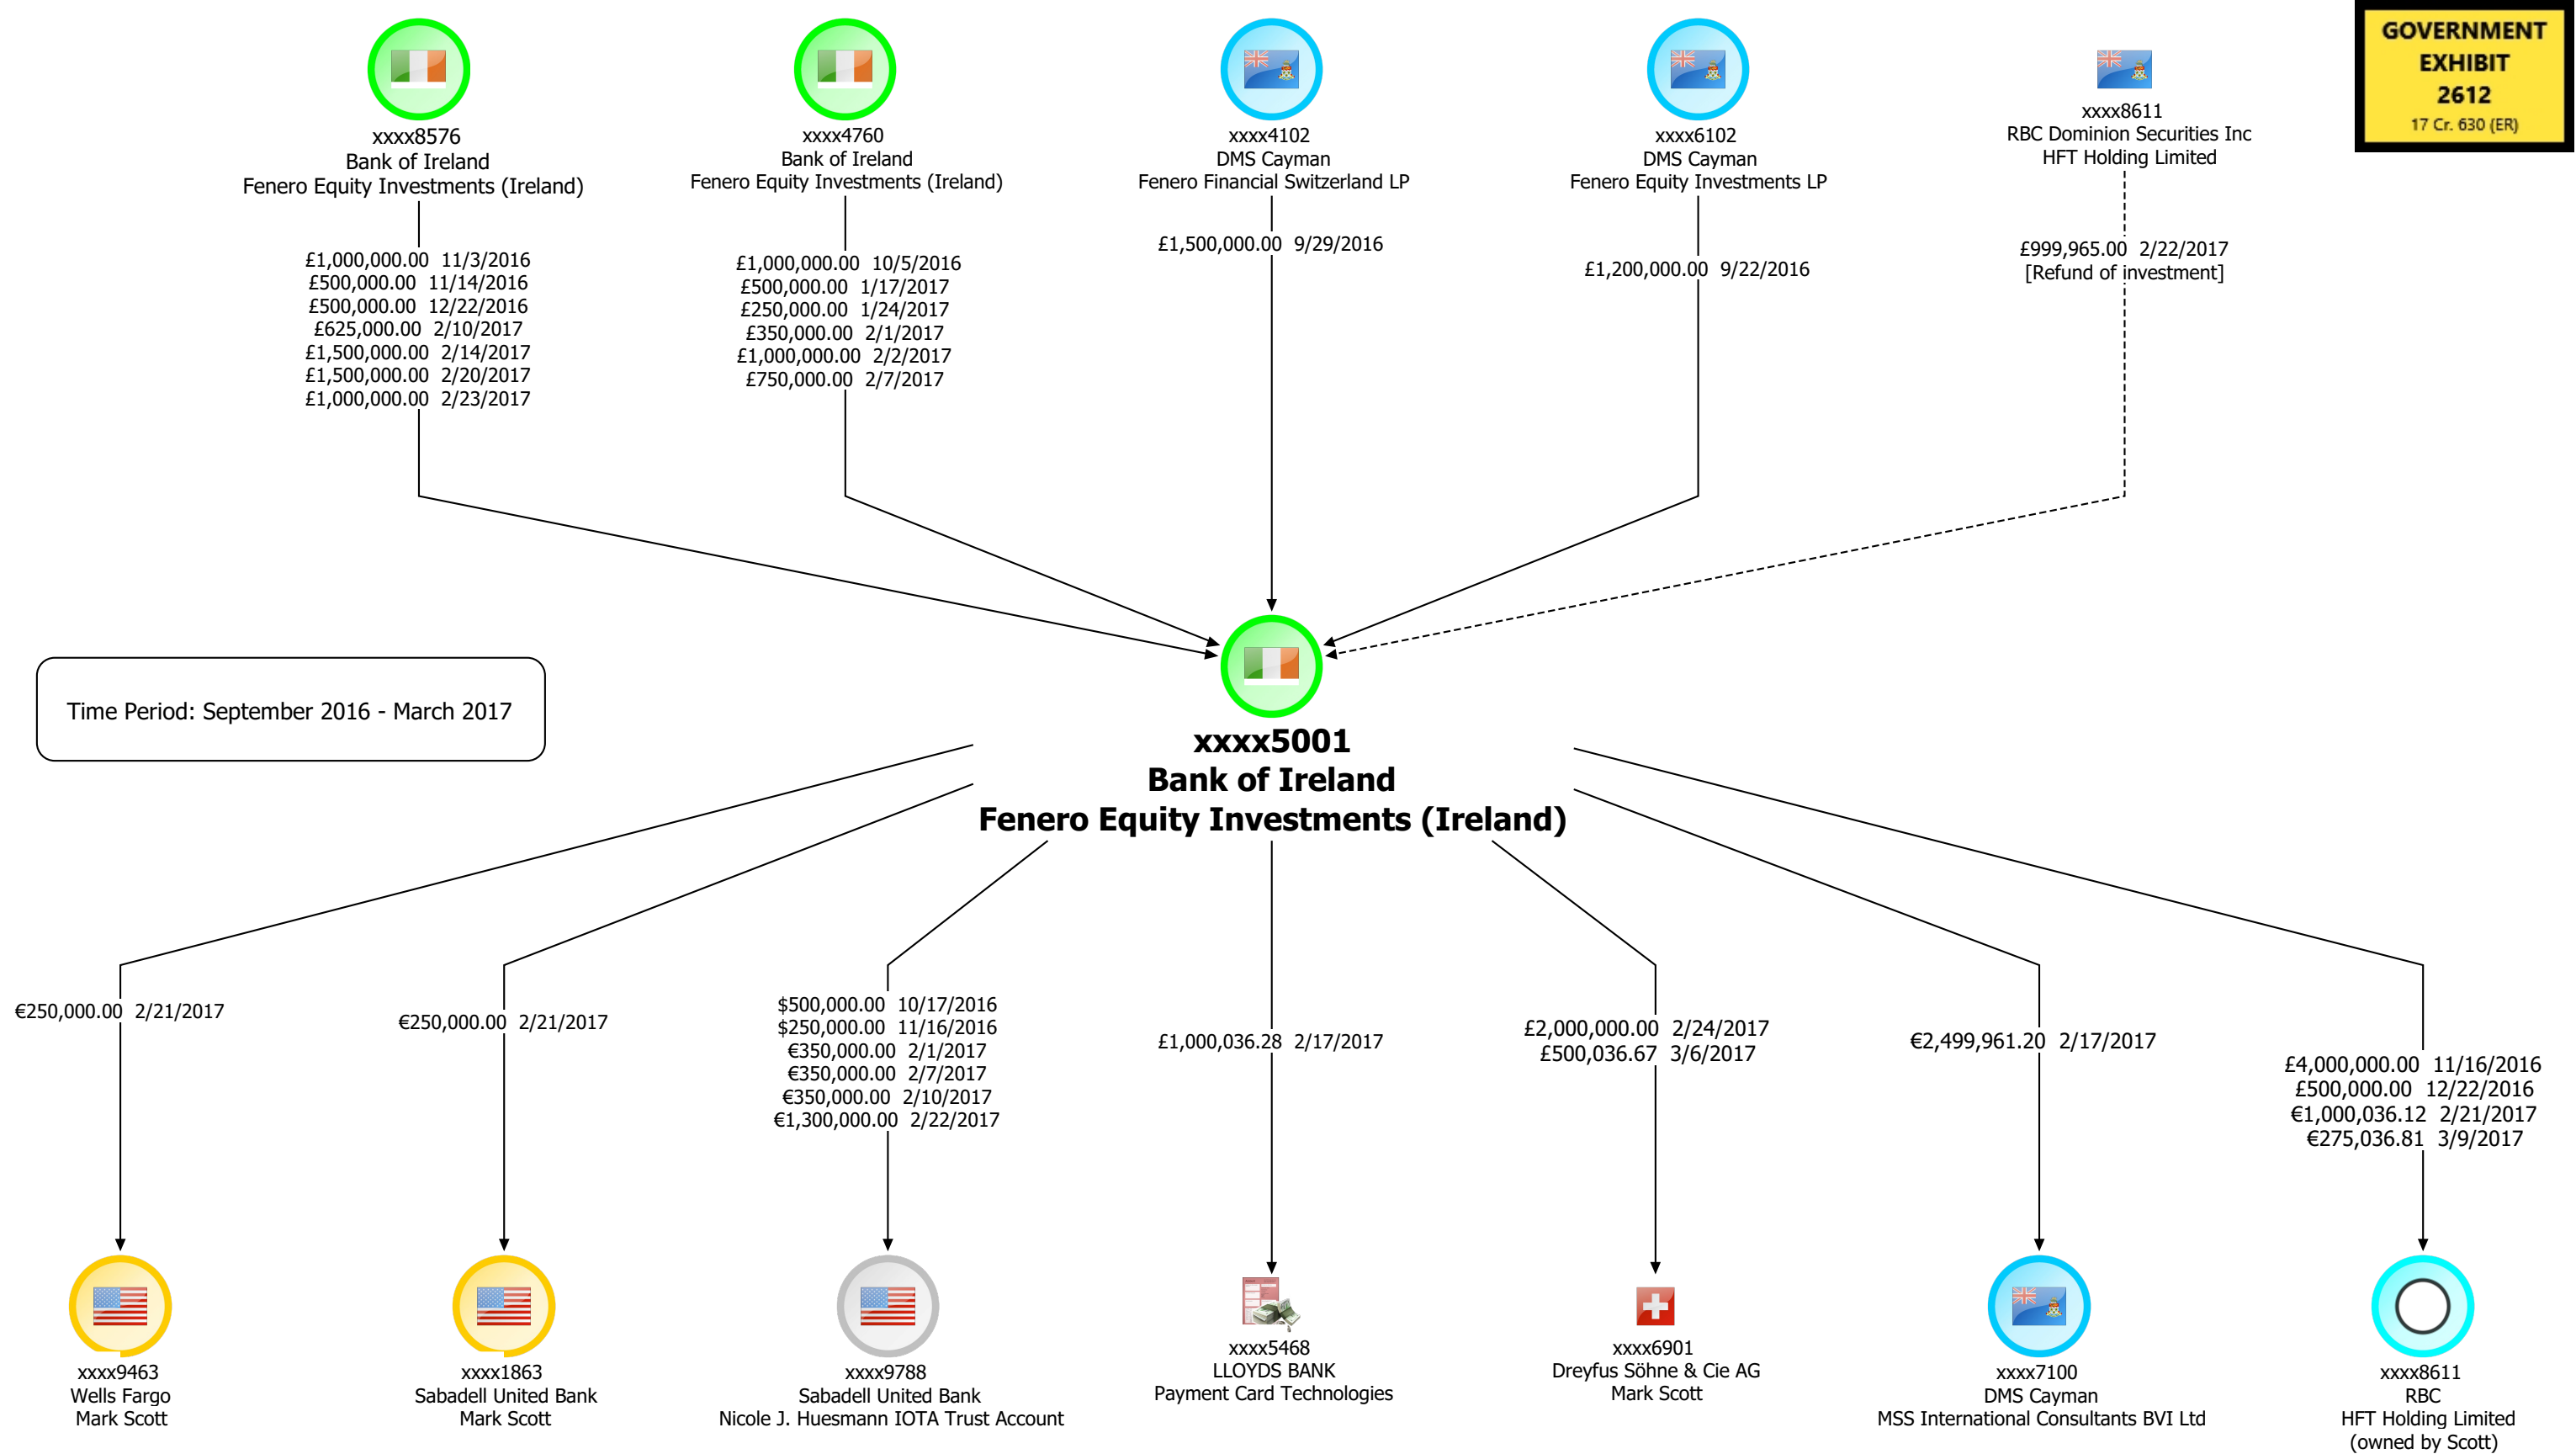 GOVERNMENT
EXHIBIT
2612
17 Cr. 630 (ER)
xxxx8576
Bank of Ireland
Fenero Equity Investments (Ireland)
£1,000,000.00 11/3/2016
£500,000.00 11/14/2016
£500,000.00 12/22/2016
£625,000.00 2/10/2017
£1,500,000.00 2/14/2017
£1,500,000.00 2/20/2017
£1,000,000.00 2/23/2017
xxxx4760
Bank of Ireland
Fenero Equity Investments (Ireland)
£1,000,000.00 10/5/2016
£500,000.00 1/17/2017
£250,000.00 1/24/2017
£350,000.00 2/1/2017
£1,000,000.00 2/2/2017
£750,000.00 2/7/2017
xxxx4102
DMS Cayman
Fenero Financial Switzerland LP
£1,500,000.00 9/29/2016
xxxx6102
DMS Cayman
Fenero Equity Investments LP
£1,200,000.00 9/22/2016
xxxx8611
RBC Dominion Securities Inc
HFT Holding Limited
£999,965.00 2/22/2017
[Refund of investment]
Time Period: September 2016 - March 2017
xxxx5001
Bank of Ireland
Fenero Equity Investments (Ireland)
€250,000.00 2/21/2017
xxxx9463
Wells Fargo
Mark Scott
€250,000.00 2/21/2017
xxxx1863
Sabadell United Bank
Mark Scott
$500,000.00 10/17/2016
$250,000.00 11/16/2016
€350,000.00 2/1/2017
€350,000.00 2/7/2017
€350,000.00 2/10/2017
€1,300,000.00 2/22/2017
xxxx9788
Sabadell United Bank
Nicole J. Huesmann IOTA Trust Account
£1,000,036.28 2/17/2017
xxxx5468
LLOYDS BANK
Payment Card Technologies
£2,000,000.00 2/24/2017
£500,036.67 3/6/2017
xxxx6901
Dreyfus Söhne & Cie AG
Mark Scott
€2,499,961.20 2/17/2017
xxxx7100
DMS Cayman
MSS International Consultants BVI Ltd
£4,000,000.00 11/16/2016
£500,000.00 12/22/2016
€1,000,036.12 2/21/2017
€275,036.81 3/9/2017
xxxx8611
RBC
HFT Holding Limited
(owned by Scott)